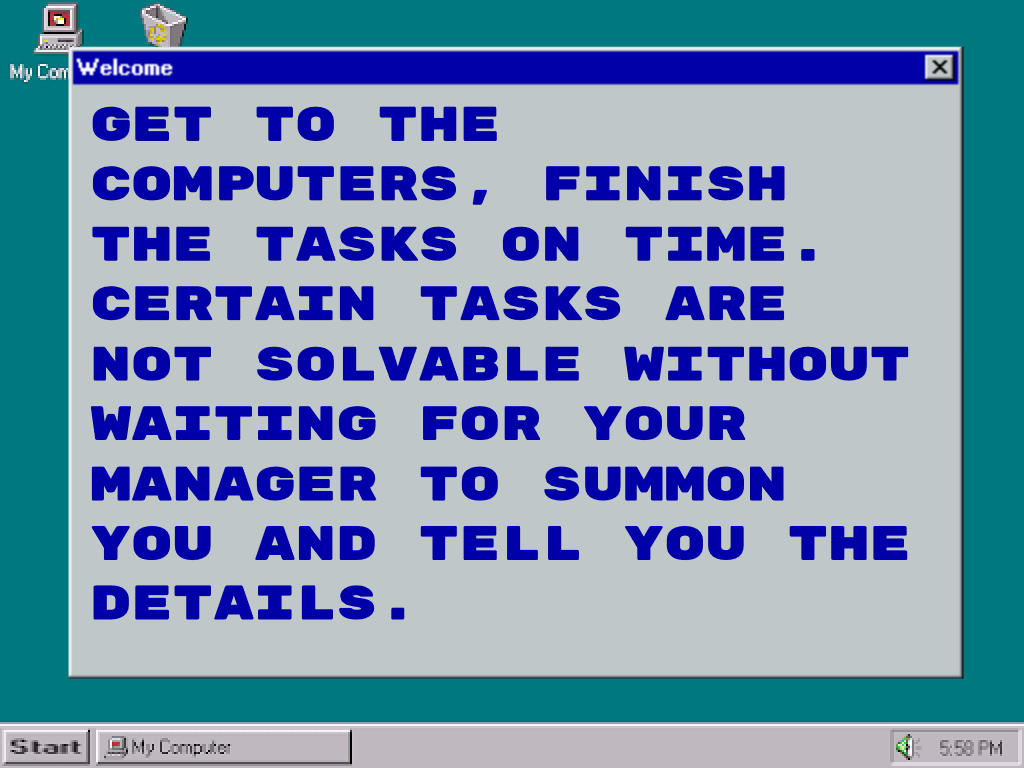 My Com
Welcome
GET TO THE
COMPUTERS, FINISH
THE TASKS ON TIME.
CERTAIN TASKS ARE
NOT SOLVABLE WITHOUT
WAITING FOR YOUR
MANAGER TO SUMMON
YOU AND TELL YOU THE
DETAILS.
Start
My Computer
5:58 PM